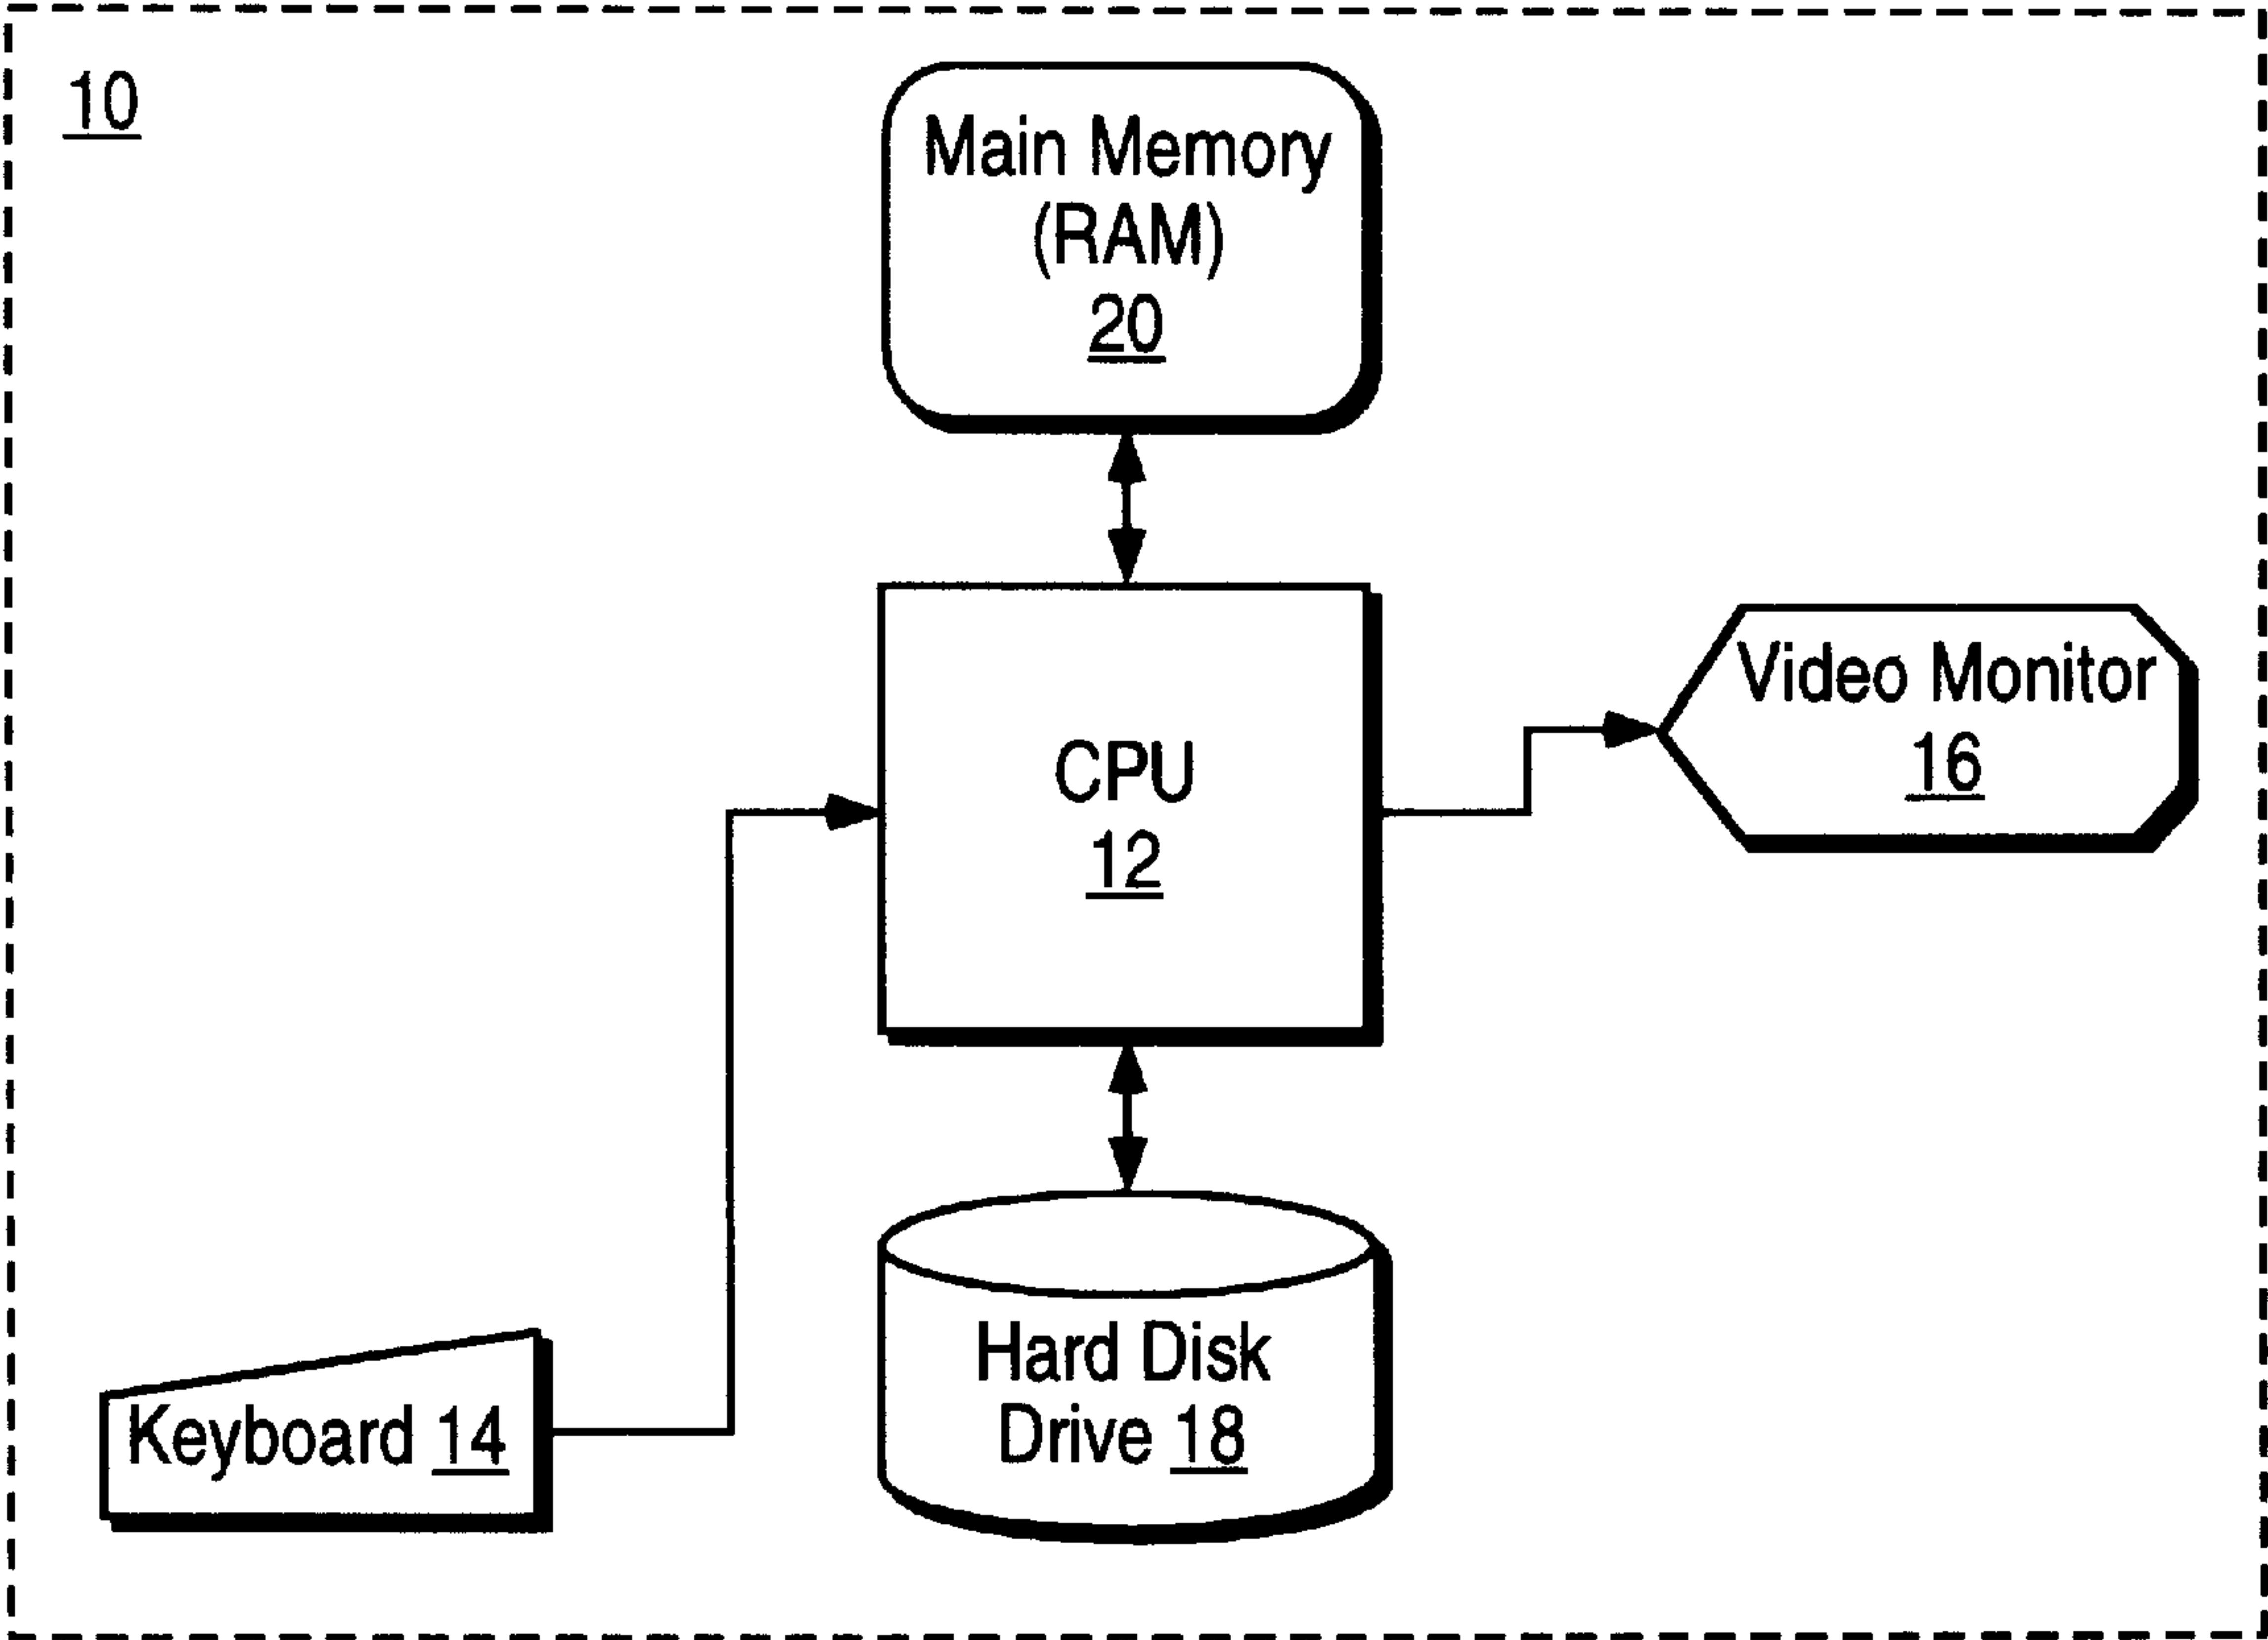 10
Main Memory
(RAM)
20
CPU
12
Video Monitor
16
Keyboard 14
Hard Disk
Drive 18